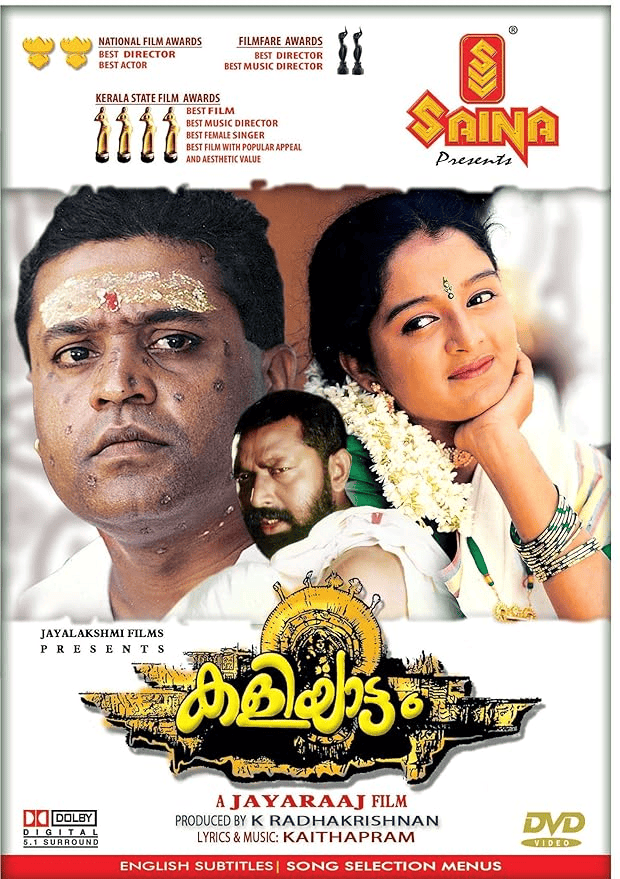 NATIONAL FILM AWARDS
BEST DIRECTOR
BEST ACTOR
FILMFARE AWARDS
BEST DIRECTOR
BEST MUSIC DIRECTOR
KERALA STATE FILM AWARDS
BEST FILM
BEST MUSIC DIRECTOR
BEST FEMALE SINGER
BEST FILM WITH POPULAR APPEAL
AND AESTHETIC VALUE
®
SAINA
Presents
JAYALAKSHMI FILMS
PRESENTS
കളിയാട്ടം
A JAYARAAJ FILM
PRODUCED BY K RADHAKRISHNAN
LYRICS & MUSIC: KAITHAPRAM
DOLBY
DIGITAL
5.1 SURROUND
DVD
VIDEO
ENGLISH SUBTITLES| SONG SELECTION MENUS